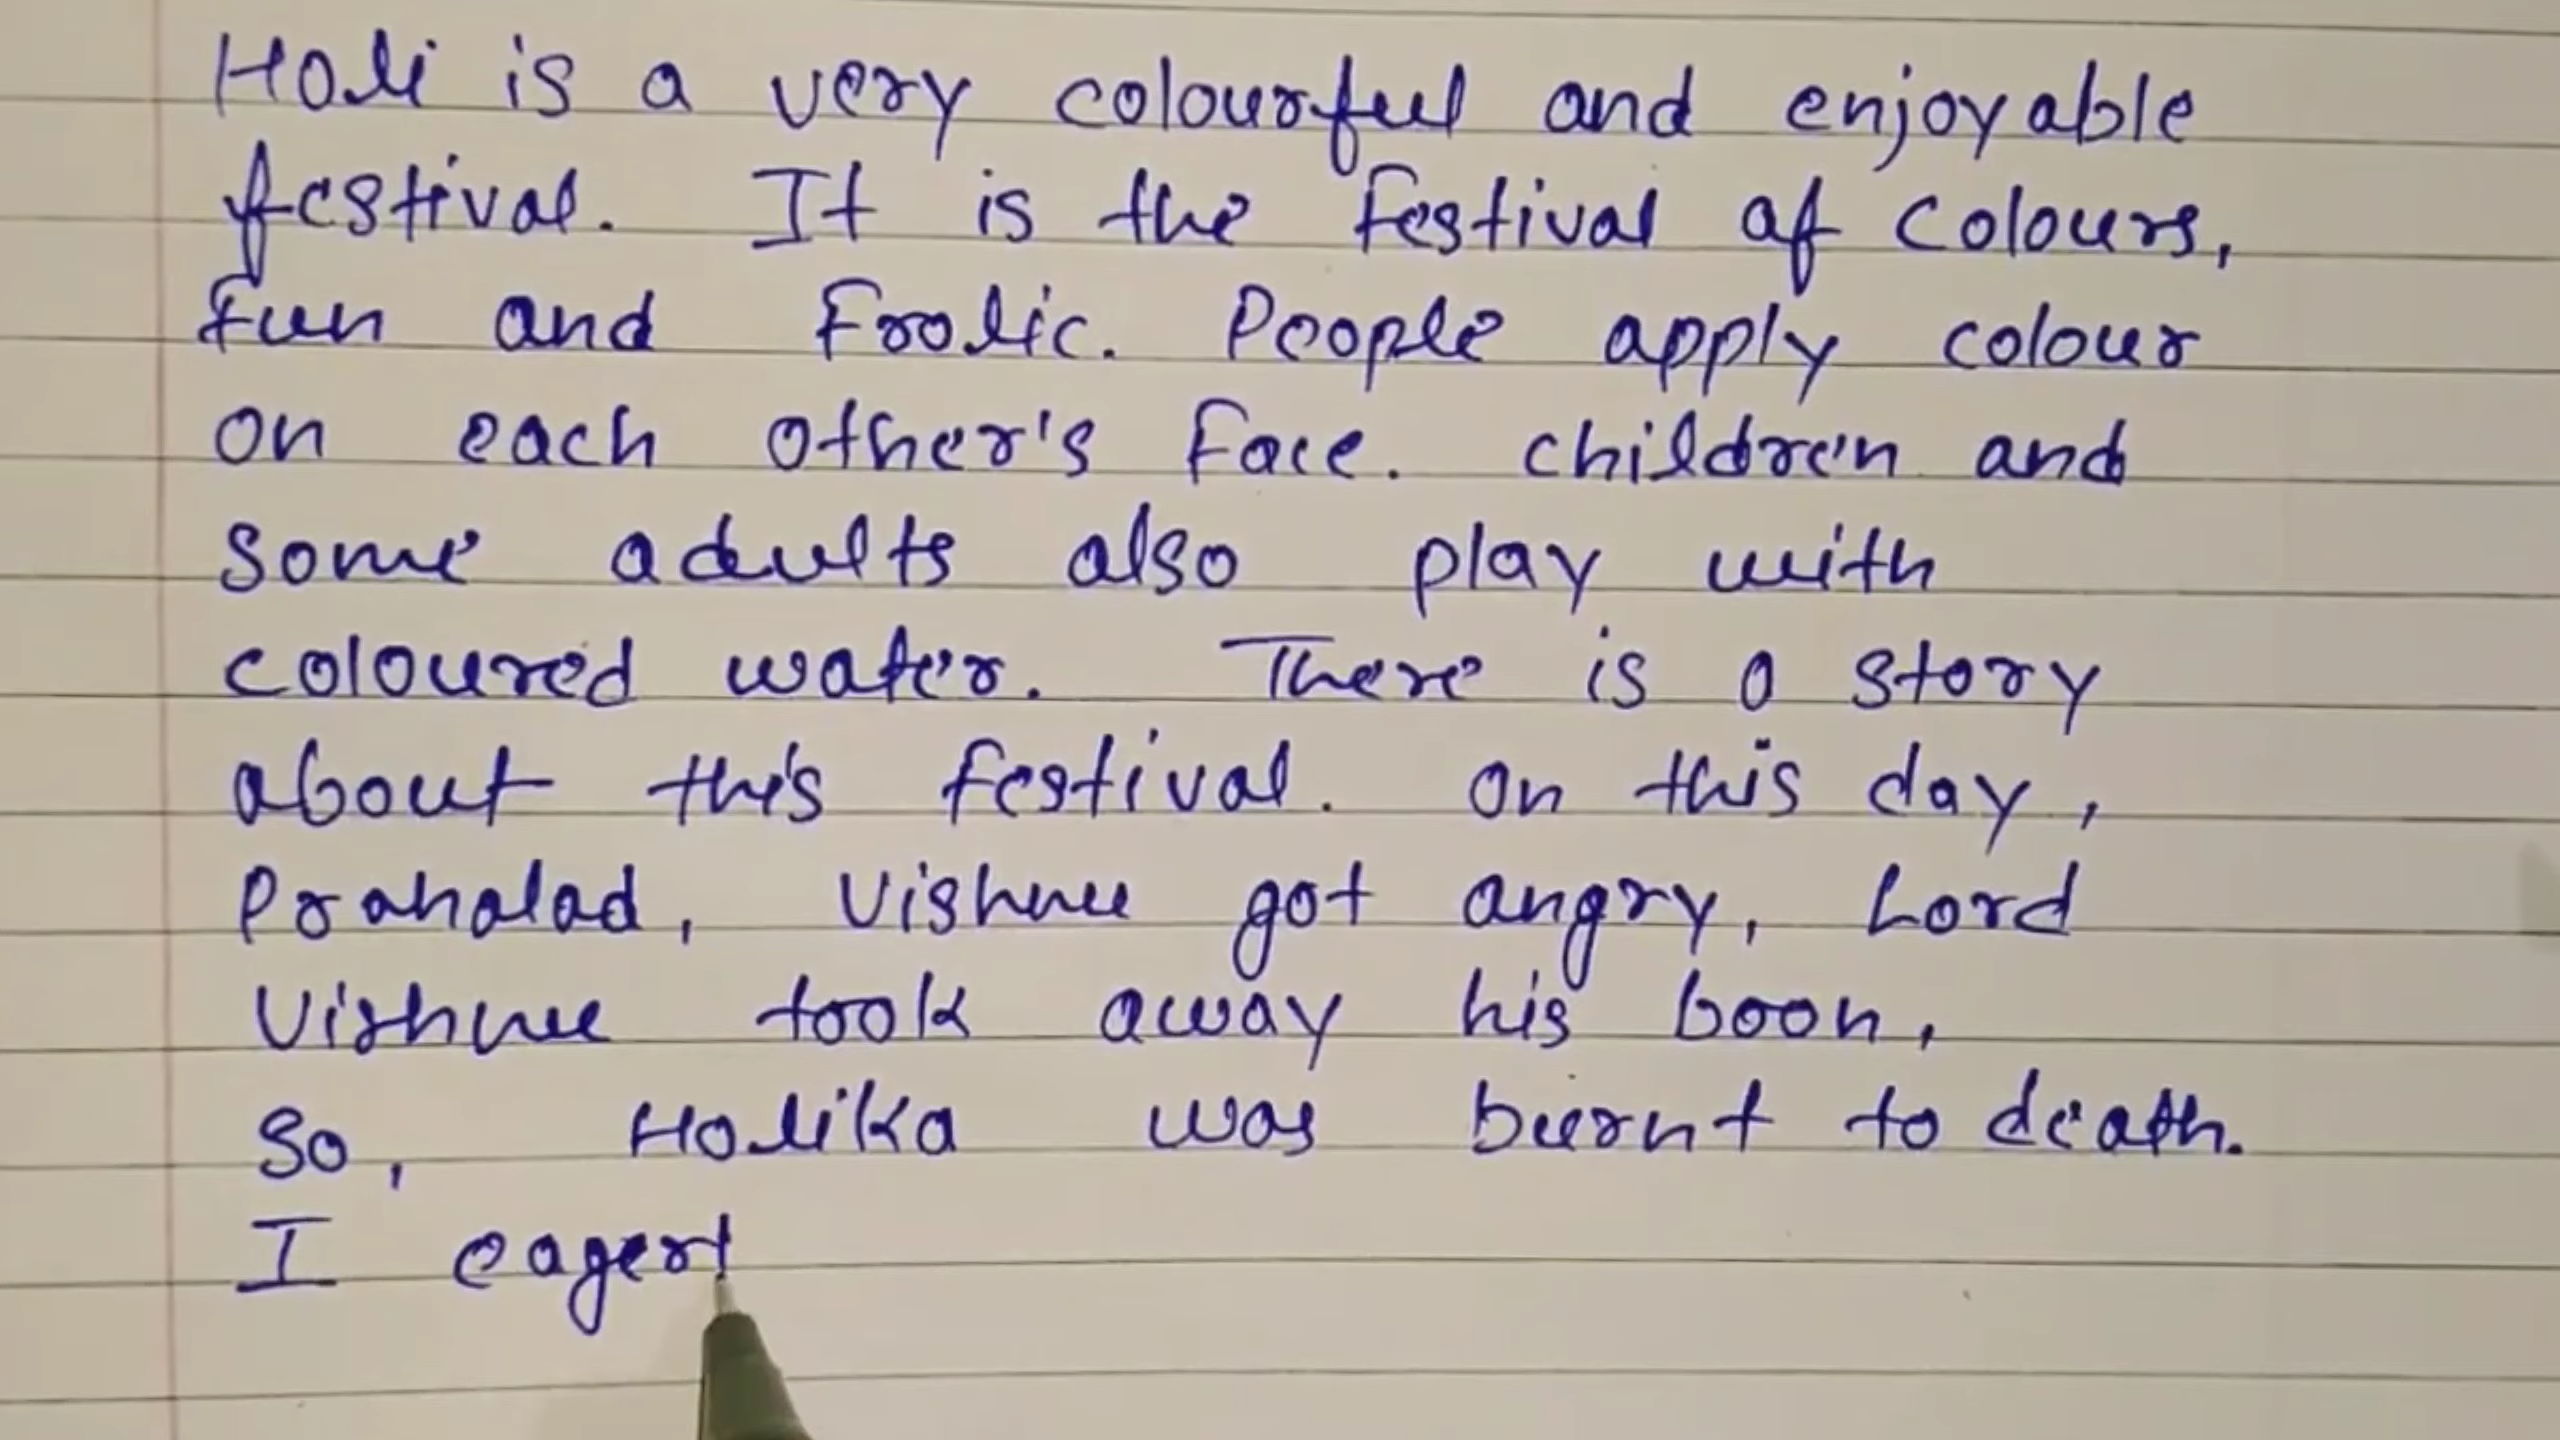 Holi is a very colourful and enjoyable
festival. It is the festival of colours,
fun and Frolic. People apply colour
on each other's face. children and
some adults also play with
coloured water. There is a story
about this festival. on this day,
Prahalad, Vishnu got angry, Lord
Vishnu took away his boon,
So, Holika was burnt to death.
I eagerl